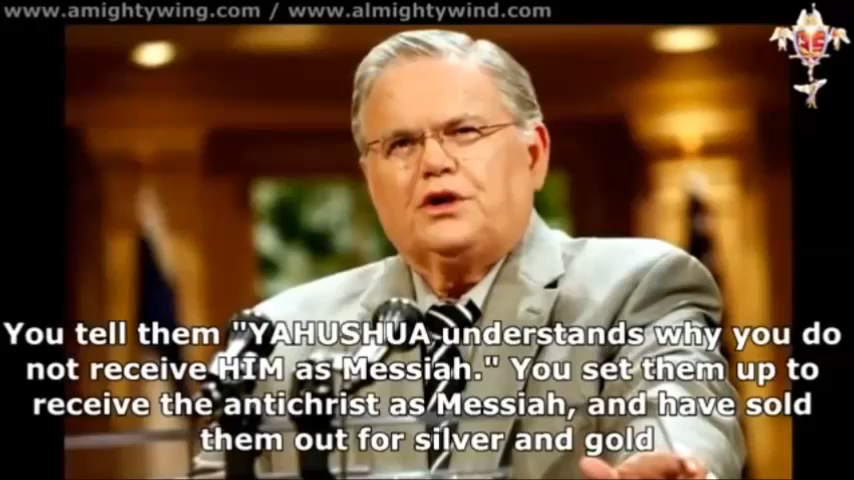 www.amightywing.com / www.almightywind.com
You tell them "YAHUSHUA understands why you do
not receive HIM as Messiah." You set them up to
receive the antichrist as Messiah, and have sold
them out for silver and gold